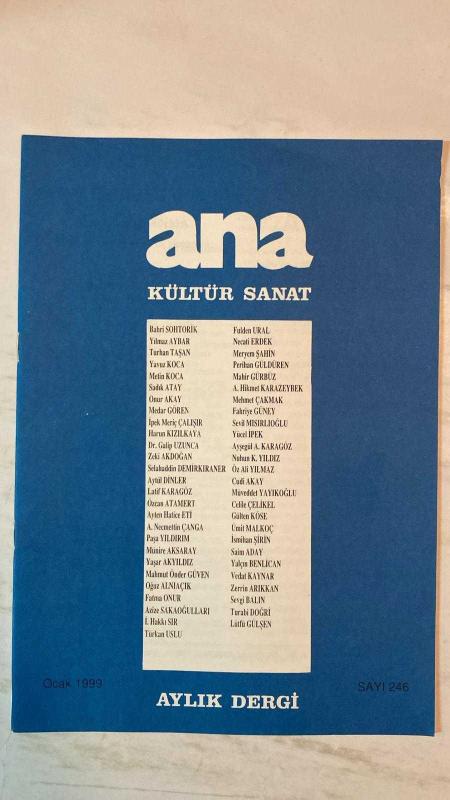 ana
KÜLTÜR SANAT
Bahri SOHTORİK
Yılmaz AYBAR
Turhan TAŞAN
Yavuz KOCA
Metin KOCA
Sadık ATAY
Onur AKAY
Medar GÖREN
İpek Meriç ÇALIŞIR
Harun KIZILKAYA
Dr. Galip UZUNCA
Zeki AKDOĞAN
Selahaddin DEMİRKIRANER
Aytül DİNLER
Latif KARAGÖZ
Özcan ATAMERT
Ayten Hatice ETİ
A. Necmettin ÇANGA
Paşa YILDIRIM
Münire AKSARAY
Yaşar AKYILDIZ
Mahmut Önder GÜVEN
Oğuz ALNIAÇIK
Fatma ONUR
Azize SAKAOĞULLARI
İ. Hakkı SIR
Türkan USLU
Fulden URAL
Necati ERDEK
Meryem ŞAHİN
Perihan GÜLDÜREN
Mahir GÜRBÜZ
A. Hikmet KARAZEYBEK
Mehmet ÇAKMAK
Fahriye GÜNEY
Sevil MISIRLIOĞLU
Yücel İPEK
Ayşegül A. KARAGÖZ
Nuhun K. YILDIZ
Öz Ali YILMAZ
Cudi AKAY
Müveddet YAYIKOĞLU
Celile ÇELİKEL
Gülten KÖSE
Ümit MALKOÇ
İsmihan ŞİRİN
Saim ADAY
Yalçın BENLİCAN
Vedat KAYNAR
Zerrin ARIKKAN
Sevgi BALIN
Turabi DOĞRİ
Lütfü GÜLŞEN
Ocak 1999
SAYI 246
AYLIK DERGİ